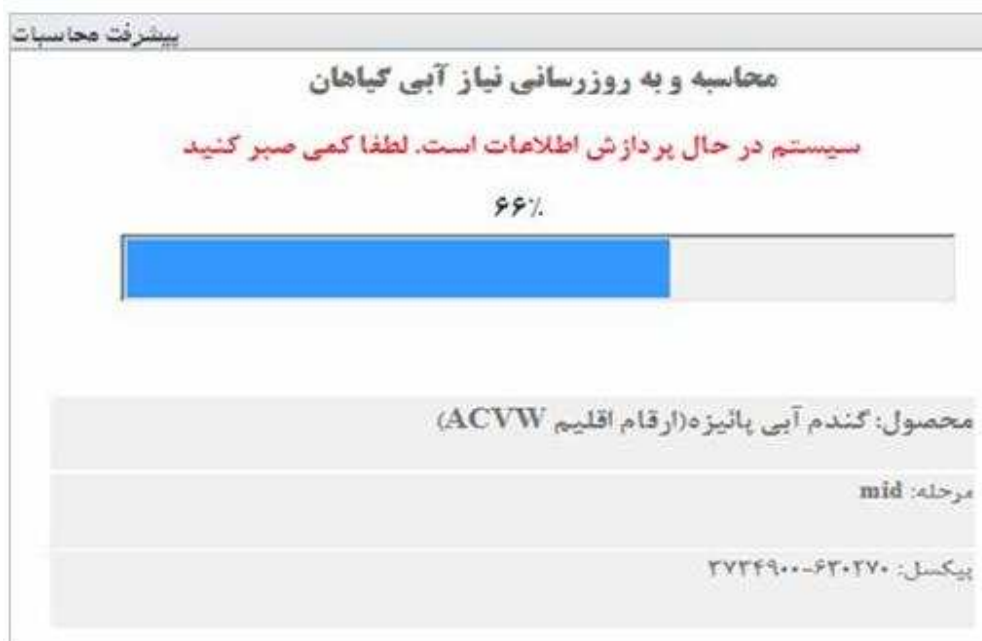 پیشرفت محاسبات
محاسبه و به روزرسانی نیاز آبی گیاهان
سیستم در حال پردازش اطلاعات است. لطفا کمی صبر کنید
۶۶٪
محصول: گندم آبی پائیزه(ارقام اقلیم ACVW)
مرحله: mid
پیکسل: ۶۳۰۲۷۰-۳۷۳۴۹۰۰